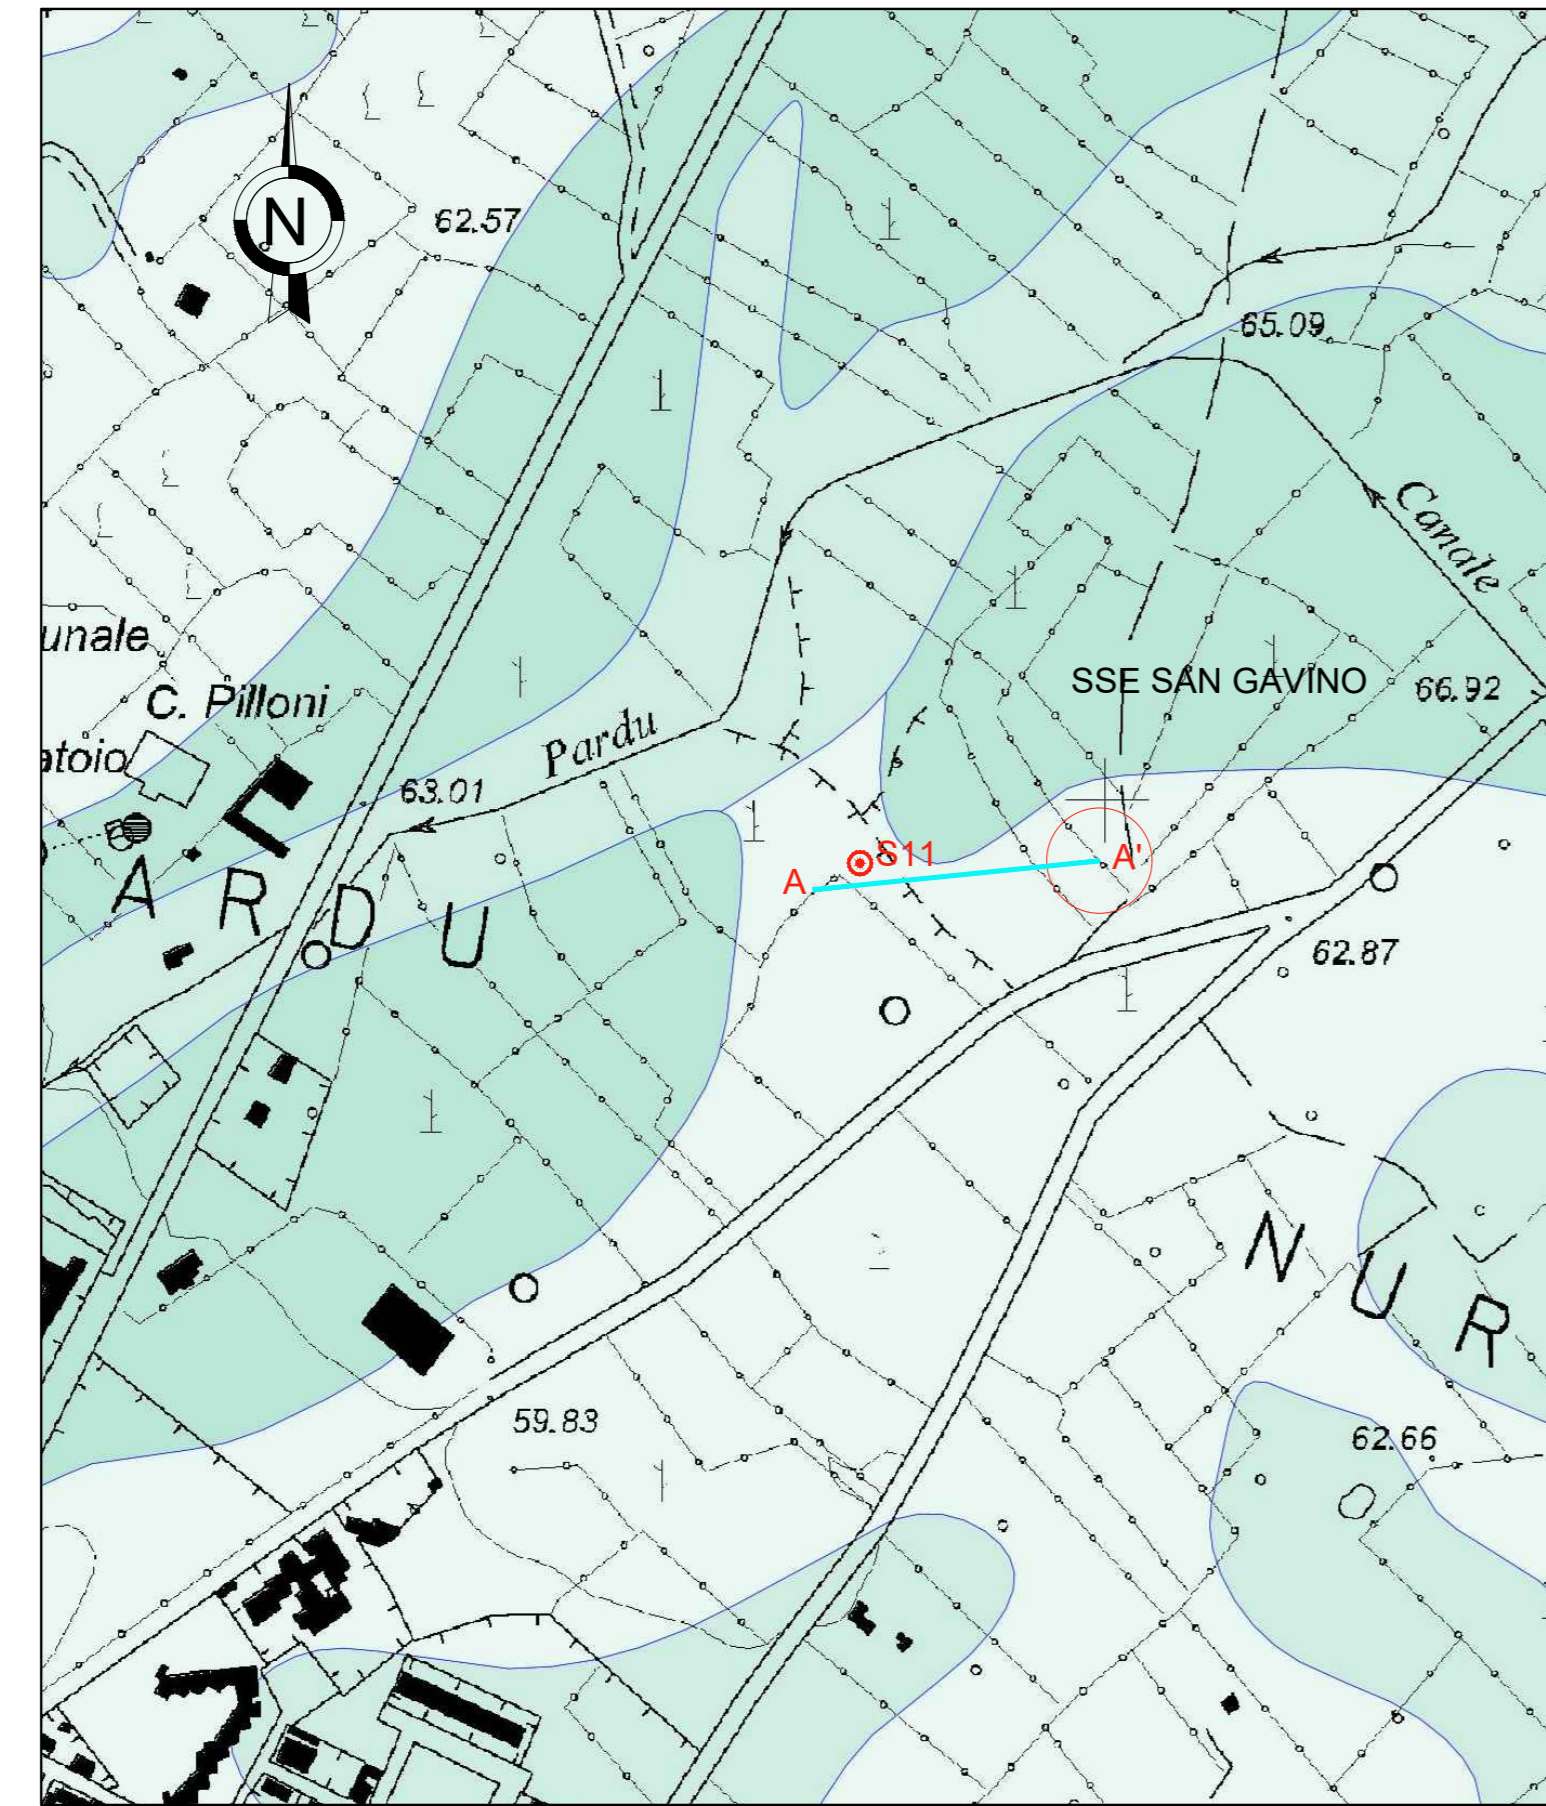 N
62.57
65.09
Canale
unale
SSE SAN GAVINO
66.92
C. Pilloni
atoio
Pardu
63.01
S11
A
A'
A R D U
62.87
N U R
59.83
62.66